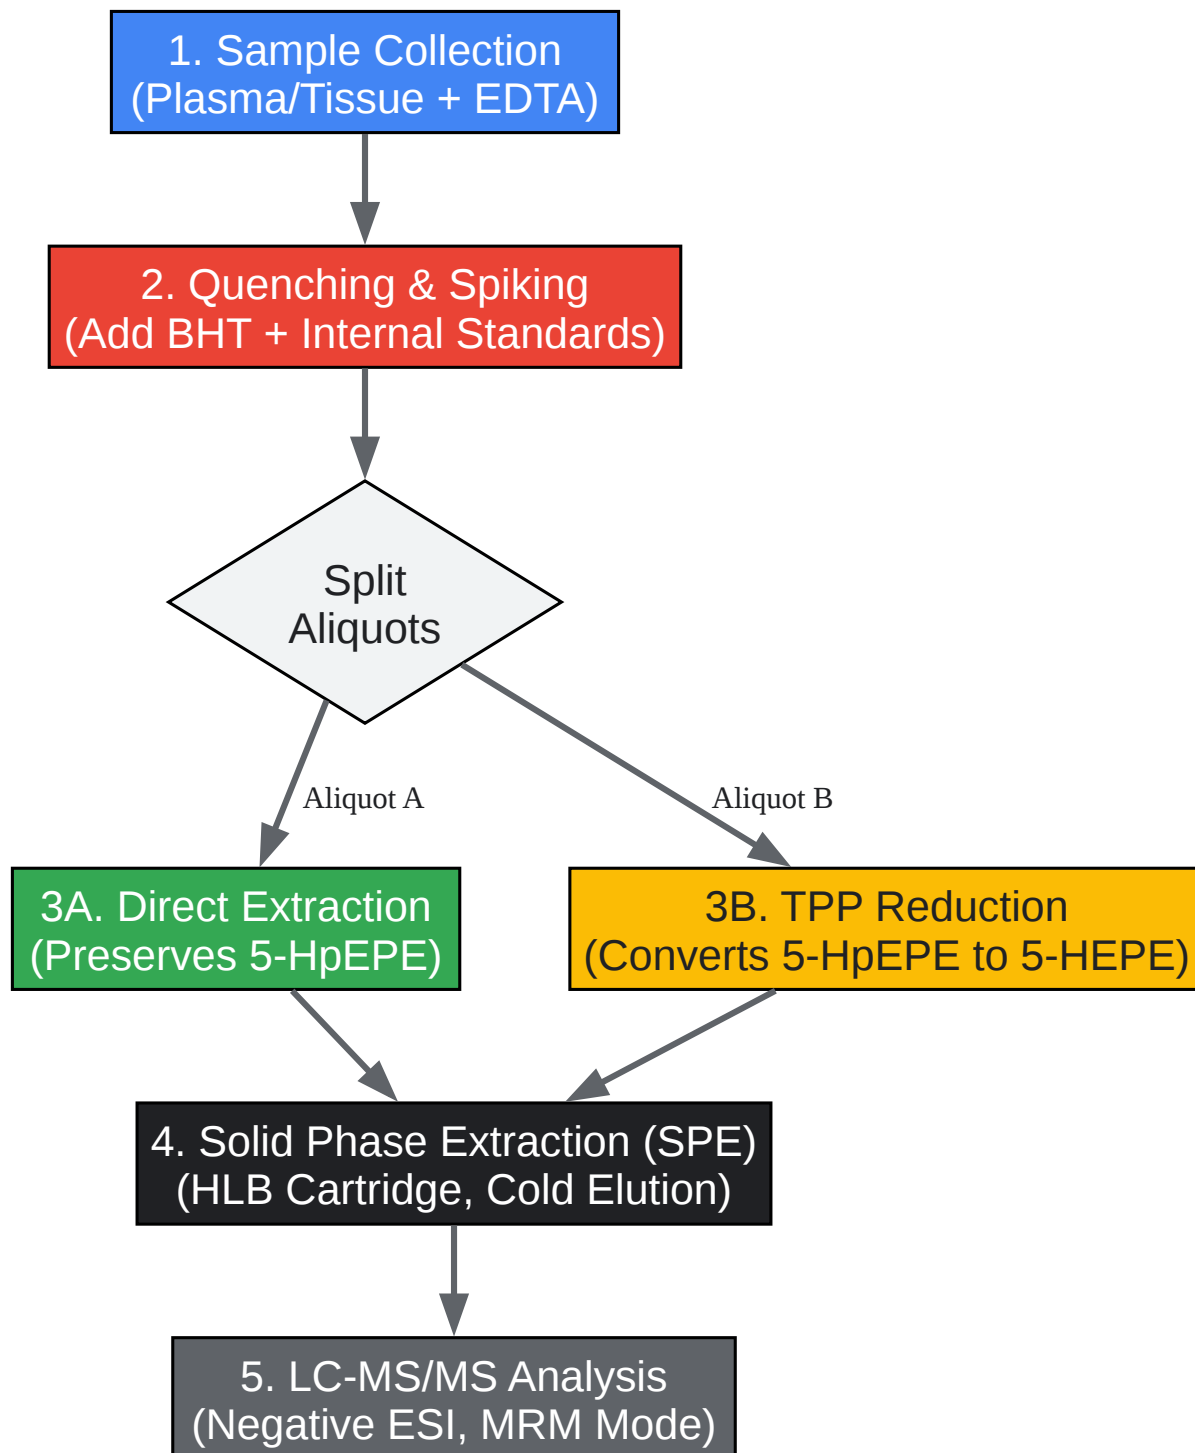 1. Sample Collection
(Plasma/Tissue + EDTA)
2. Quenching & Spiking
(Add BHT + Internal Standards)
Split
Aliquots
Aliquot A
Aliquot B
3A. Direct Extraction
(Preserves 5-HpEPE)
3B. TPP Reduction
(Converts 5-HpEPE to 5-HEPE)
4. Solid Phase Extraction (SPE)
(HLB Cartridge, Cold Elution)
5. LC-MS/MS Analysis
(Negative ESI, MRM Mode)